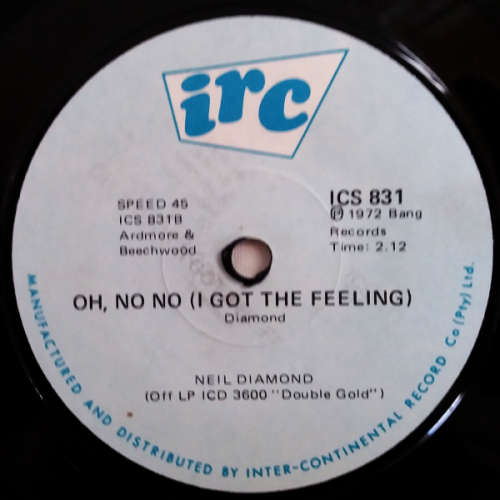 irc
SPEED 45
ICS 831B
Ardmore &
Beechwood
ICS 831
℗ 1972 Bang
Records
Time: 2.12
OH, NO NO (I GOT THE FEELING)
Diamond
NEIL DIAMOND
(Off LP ICD 3600 "Double Gold")
MANUFACTURED AND DISTRIBUTED BY INTER-CONTINENTAL RECORD Co (Pty) Ltd.